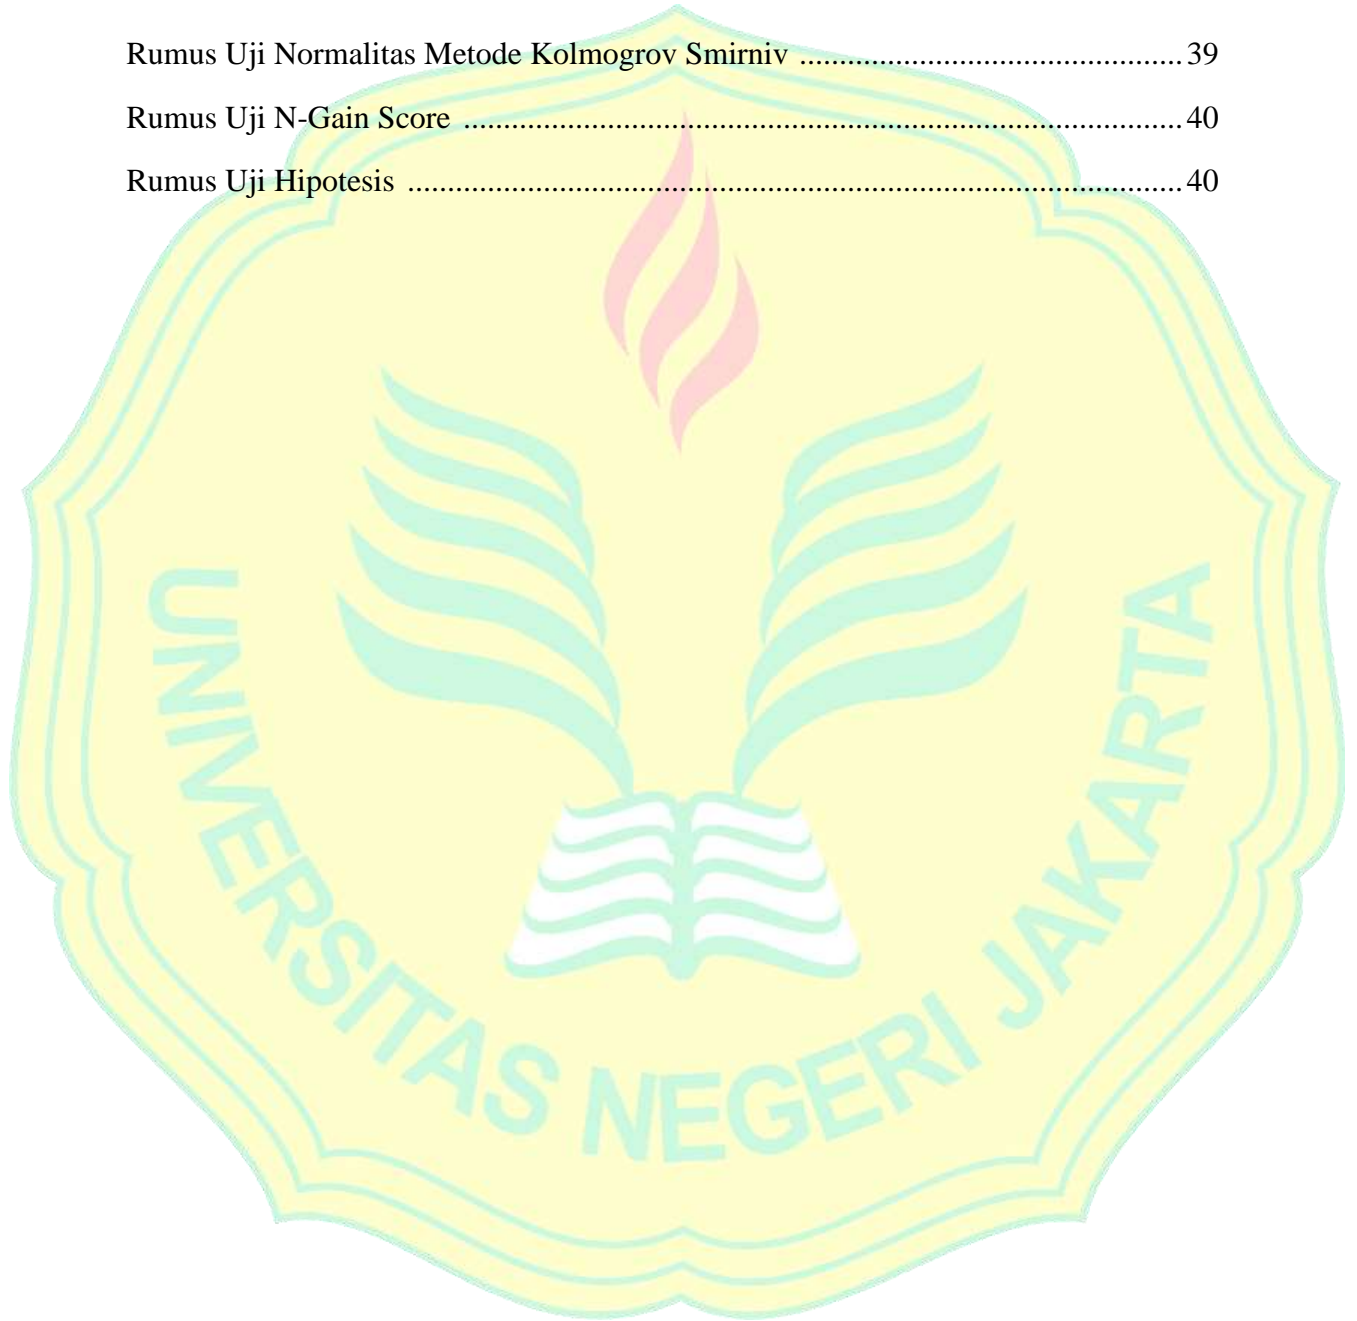 Rumus Uji Normalitas Metode Kolmogrov Smirniv ................................................ 39
Rumus Uji N-Gain Score .......................................................................................... 40
Rumus Uji Hipotesis ................................................................................................. 40
UNIVERSITAS NEGERI JAKARTA